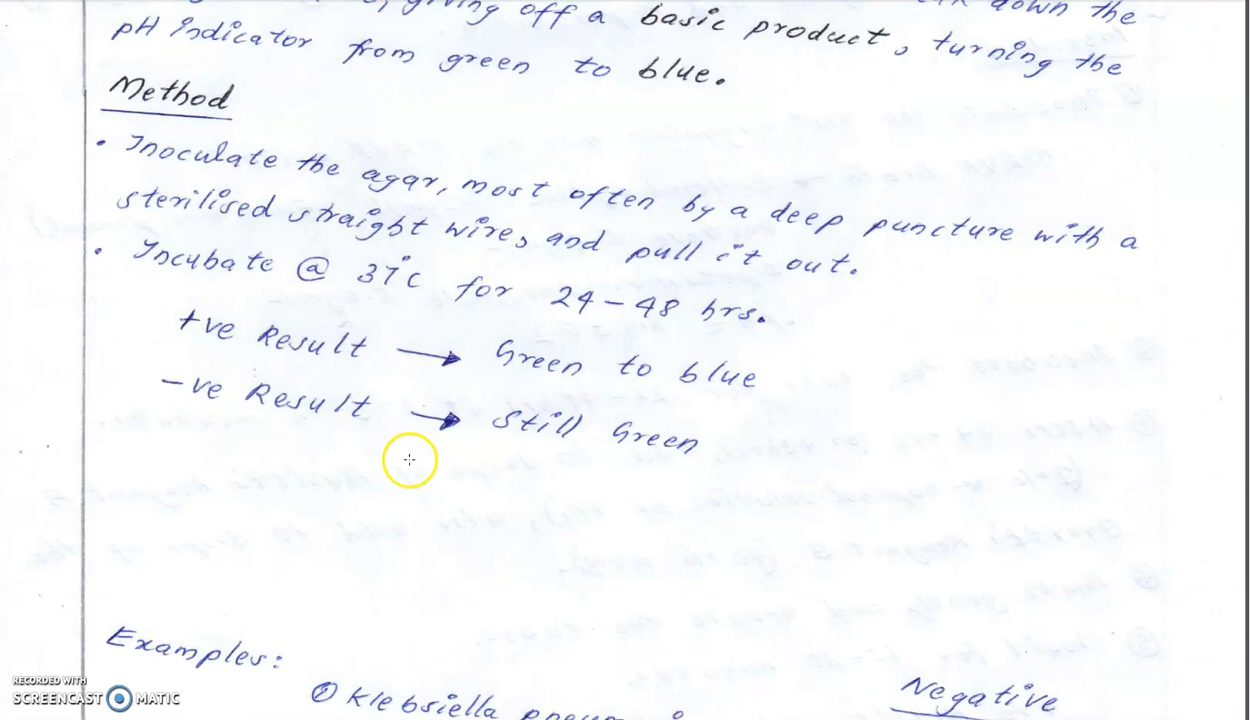 giving off a basic product, turning the
down the
pH indicator from green to blue.
Method
• Inoculate the agar, most often by a deep puncture with a
sterilised straight wire, and pull it out.
• Incubate @ 37°C for 24-48 hrs.
+ve Result → Green to blue
-ve Result → Still Green
Examples:
① Klebsiella
Negative
RECORDED WITH
SCREENCAST MATIC